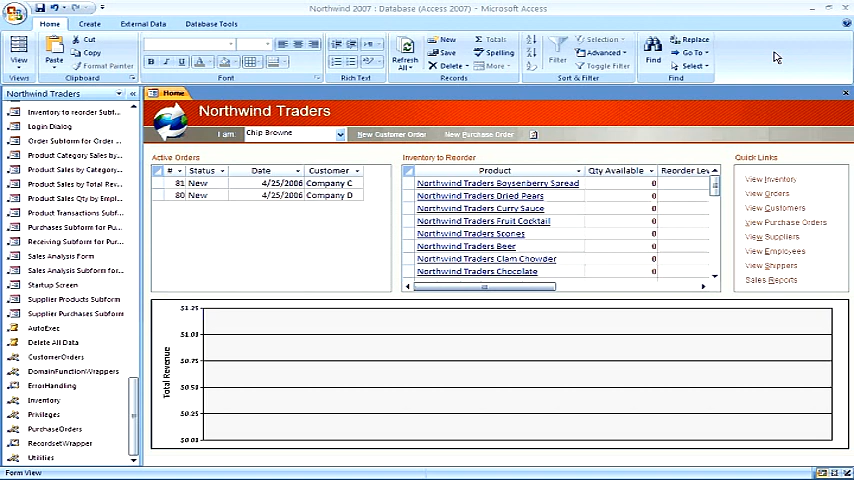 Northwind 2007 : Database (Access 2007) - Microsoft Access
Home Create External Data Database Tools
View
Paste
Cut
Copy
Format Painter
Clipboard
B I U
Font
Rich Text
Refresh All
New
Save
Delete
Totals
Spelling
More
Records
Filter
Selection
Advanced
Toggle Filter
Sort & Filter
Find
Replace
Go To
Select
Find
Northwind Traders
Inventory to reorder Subf...
Login Dialog
Order Subform for Order ...
Product Category Sales by...
Product Sales by Category...
Product Sales by Total Rev...
Product Sales Qty by Empl...
Product Transactions Subf...
Purchases Subform for Pu...
Receiving Subform for Pur...
Sales Analysis Form
Sales Analysis Subform for...
Startup Screen
Supplier Products Subform
Supplier Purchases Subform
AutoExec
Delete All Data
CustomerOrders
DomainFunctionWrappers
ErrorHandling
Inventory
Privileges
PurchaseOrders
RecordsetWrapper
Utilities
Home
Northwind Traders
I am: Chip Browne New Customer Order New Purchase Order
Active Orders
# Status Date Customer
81 New 4/25/2006 Company C
80 New 4/25/2006 Company D
Inventory to Reorder
Product Qty Available Reorder Lev
Northwind Traders Boysenberry Spread 0
Northwind Traders Dried Pears 0
Northwind Traders Curry Sauce 0
Northwind Traders Fruit Cocktail 0
Northwind Traders Scones 0
Northwind Traders Beer 0
Northwind Traders Clam Chowder 0
Northwind Traders Chocolate 0
Quick Links
View Inventory
View Orders
View Customers
View Purchase Orders
View Suppliers
View Employees
View Shippers
Sales Reports
Total Revenue
$1.25
$1.01
$0.75
$0.51
$0.25
$0.01
Form View